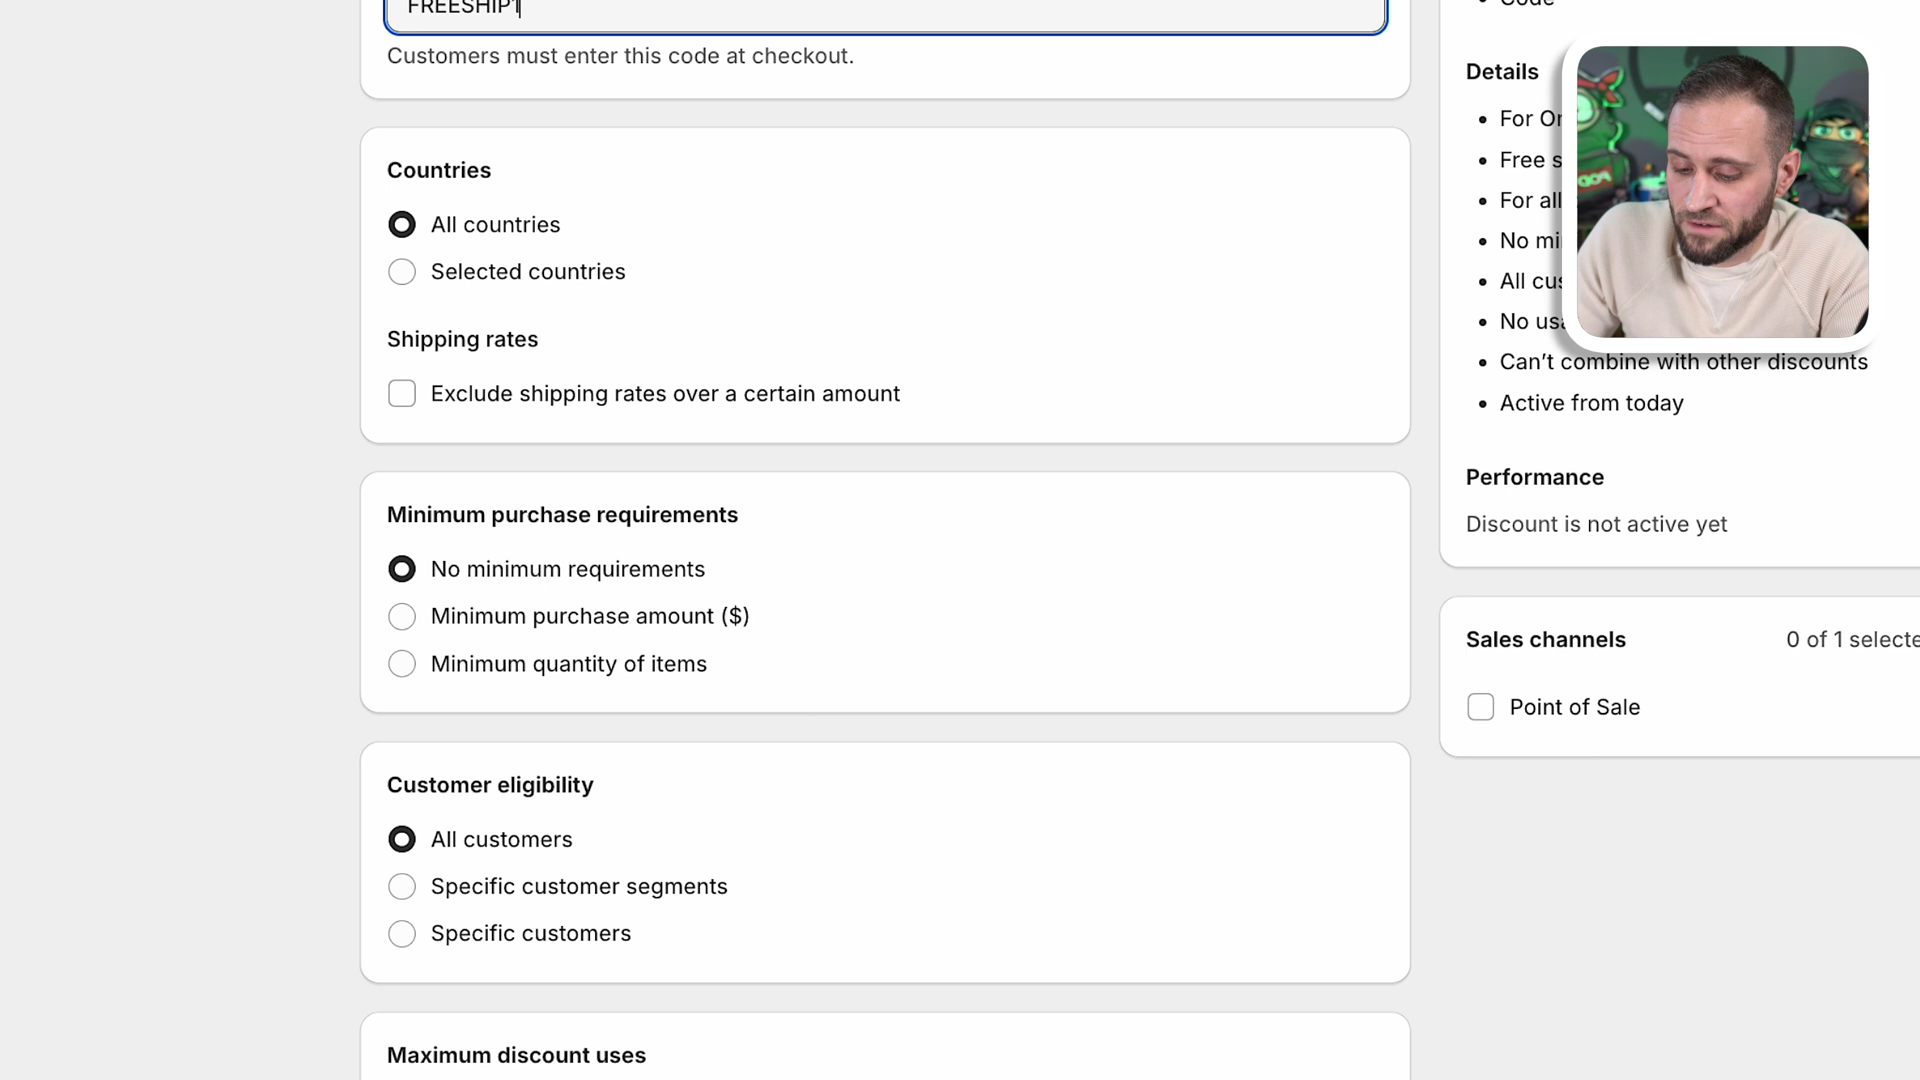 FREESHIP1
Customers must enter this code at checkout.
Countries
All countries
Selected countries
Shipping rates
Exclude shipping rates over a certain amount
Minimum purchase requirements
No minimum requirements
Minimum purchase amount ($)
Minimum quantity of items
Customer eligibility
All customers
Specific customer segments
Specific customers
Maximum discount uses
Code
Details
For
Free
For all
No
All
No
Can’t combine with other discounts
Active from today
Performance
Discount is not active yet
Sales channels 0 of 1
Point of Sale